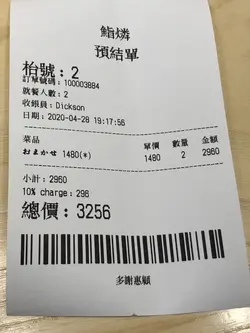 鮨燐
預結單
枱號：2
訂單號碼：100003884
就餐人數：2
收銀員：Dickson
日期：2020-04-28 19:17:56
菜品 單價 數量 金額
おまかせ 1480(*) 1480 2 2960
小計：2960
10% charge：296
總價：3256
多謝惠顧